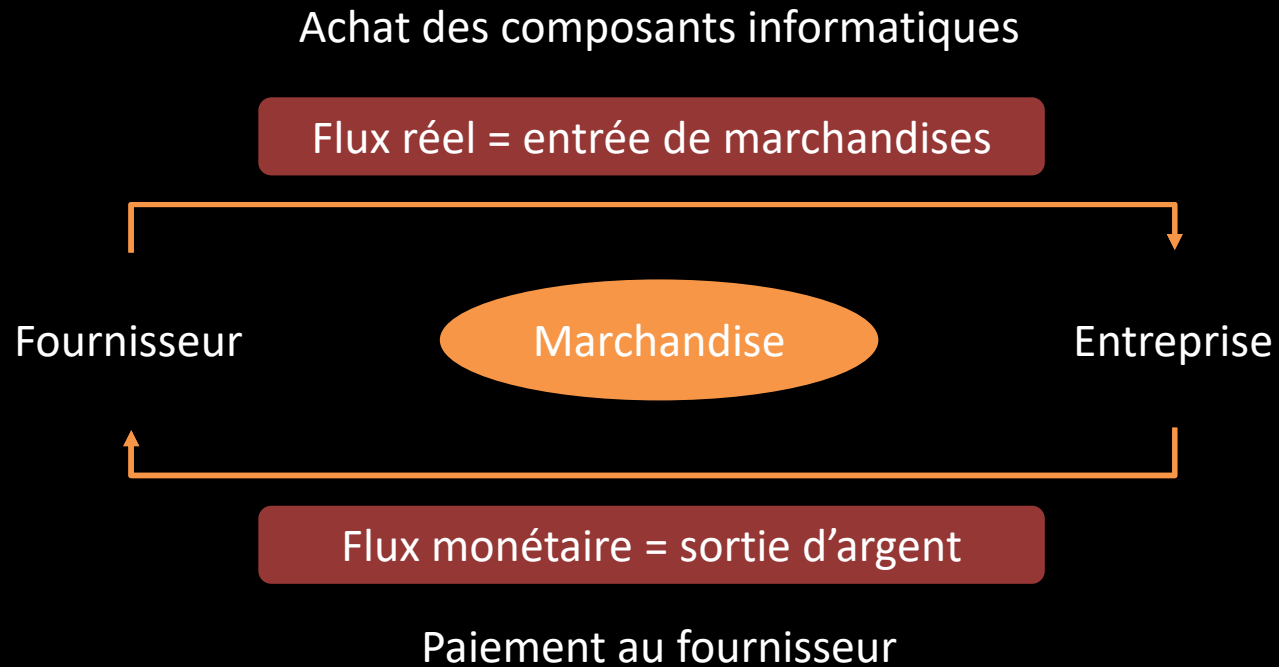 Achat des composants informatiques
Flux réel = entrée de marchandises
Fournisseur
Marchandise
Entreprise
Flux monétaire = sortie d’argent
Paiement au fournisseur